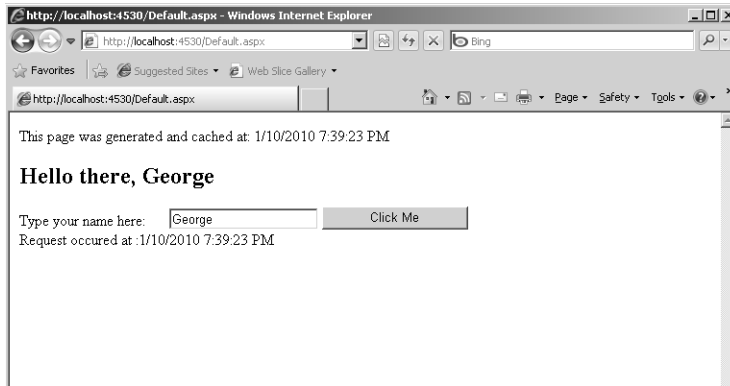 http://localhost:4530/Default.aspx - Windows Internet Explorer
http://localhost:4530/Default.aspx
Bing
Favorites Suggested Sites Web Slice Gallery
http://localhost:4530/Default.aspx Page Safety Tools
This page was generated and cached at: 1/10/2010 7:39:23 PM
Hello there, George
Type your name here: George Click Me
Request occured at :1/10/2010 7:39:23 PM